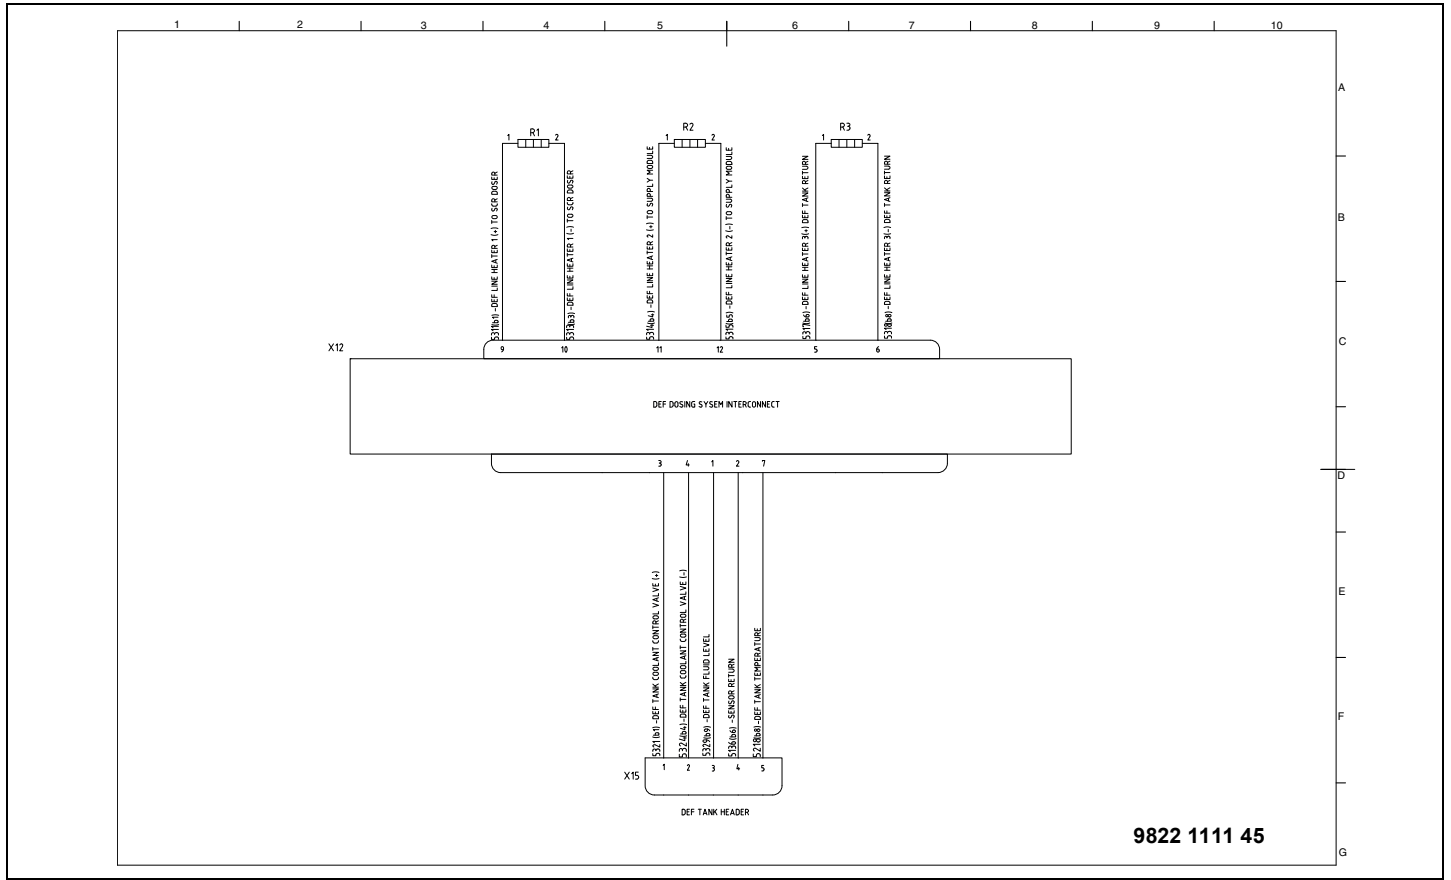 1 2 3 4 5 6 7 8 9 10
A
R1 R2 R3
1 2 1 2 1 2
5311(b1) -DEF LINE HEATER 1 (+) TO SCR DOSER
5313(b3) -DEF LINE HEATER 1 (-) TO SCR DOSER
5314(b4) -DEF LINE HEATER 2 (+) TO SUPPLY MODULE
5315(b5) -DEF LINE HEATER 2 (-) TO SUPPLY MODULE
5317(b6) -DEF LINE HEATER 3(+) DEF TANK RETURN
5318(b8) -DEF LINE HEATER 3(-) DEF TANK RETURN
B
X12
9 10 11 12 5 6
C
DEF DOSING SYSEM INTERCONNECT
3 4 1 2 7
D
5321 (b1) -DEF TANK COOLANT CONTROL VALVE (+)
5324(b4) -DEF TANK COOLANT CONTROL VALVE (-)
5329(b9) -DEF TANK FLUID LEVEL
5136(b6) -SENSOR RETURN
5218(b8) -DEF TANK TEMPERATURE
E
F
X15
1 2 3 4 5
DEF TANK HEADER
9822 1111 45
G